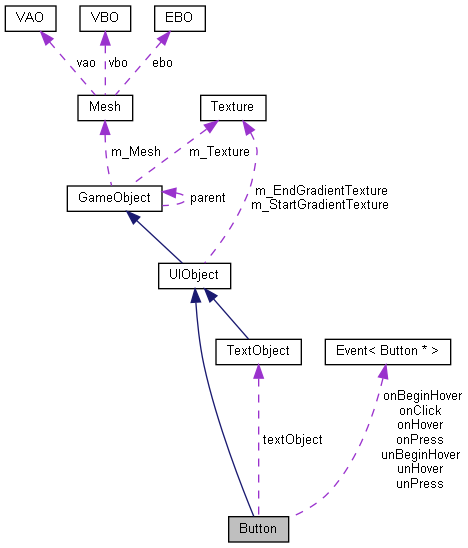 VAO
VBO
EBO
vao
vbo
ebo
Mesh
Texture
m_Mesh
m_Texture
GameObject
parent
m_EndGradientTexture
m_StartGradientTexture
UIObject
TextObject
Event< Button * >
textObject
onBeginHover
onClick
onHover
onPress
unBeginHover
unHover
unPress
Button